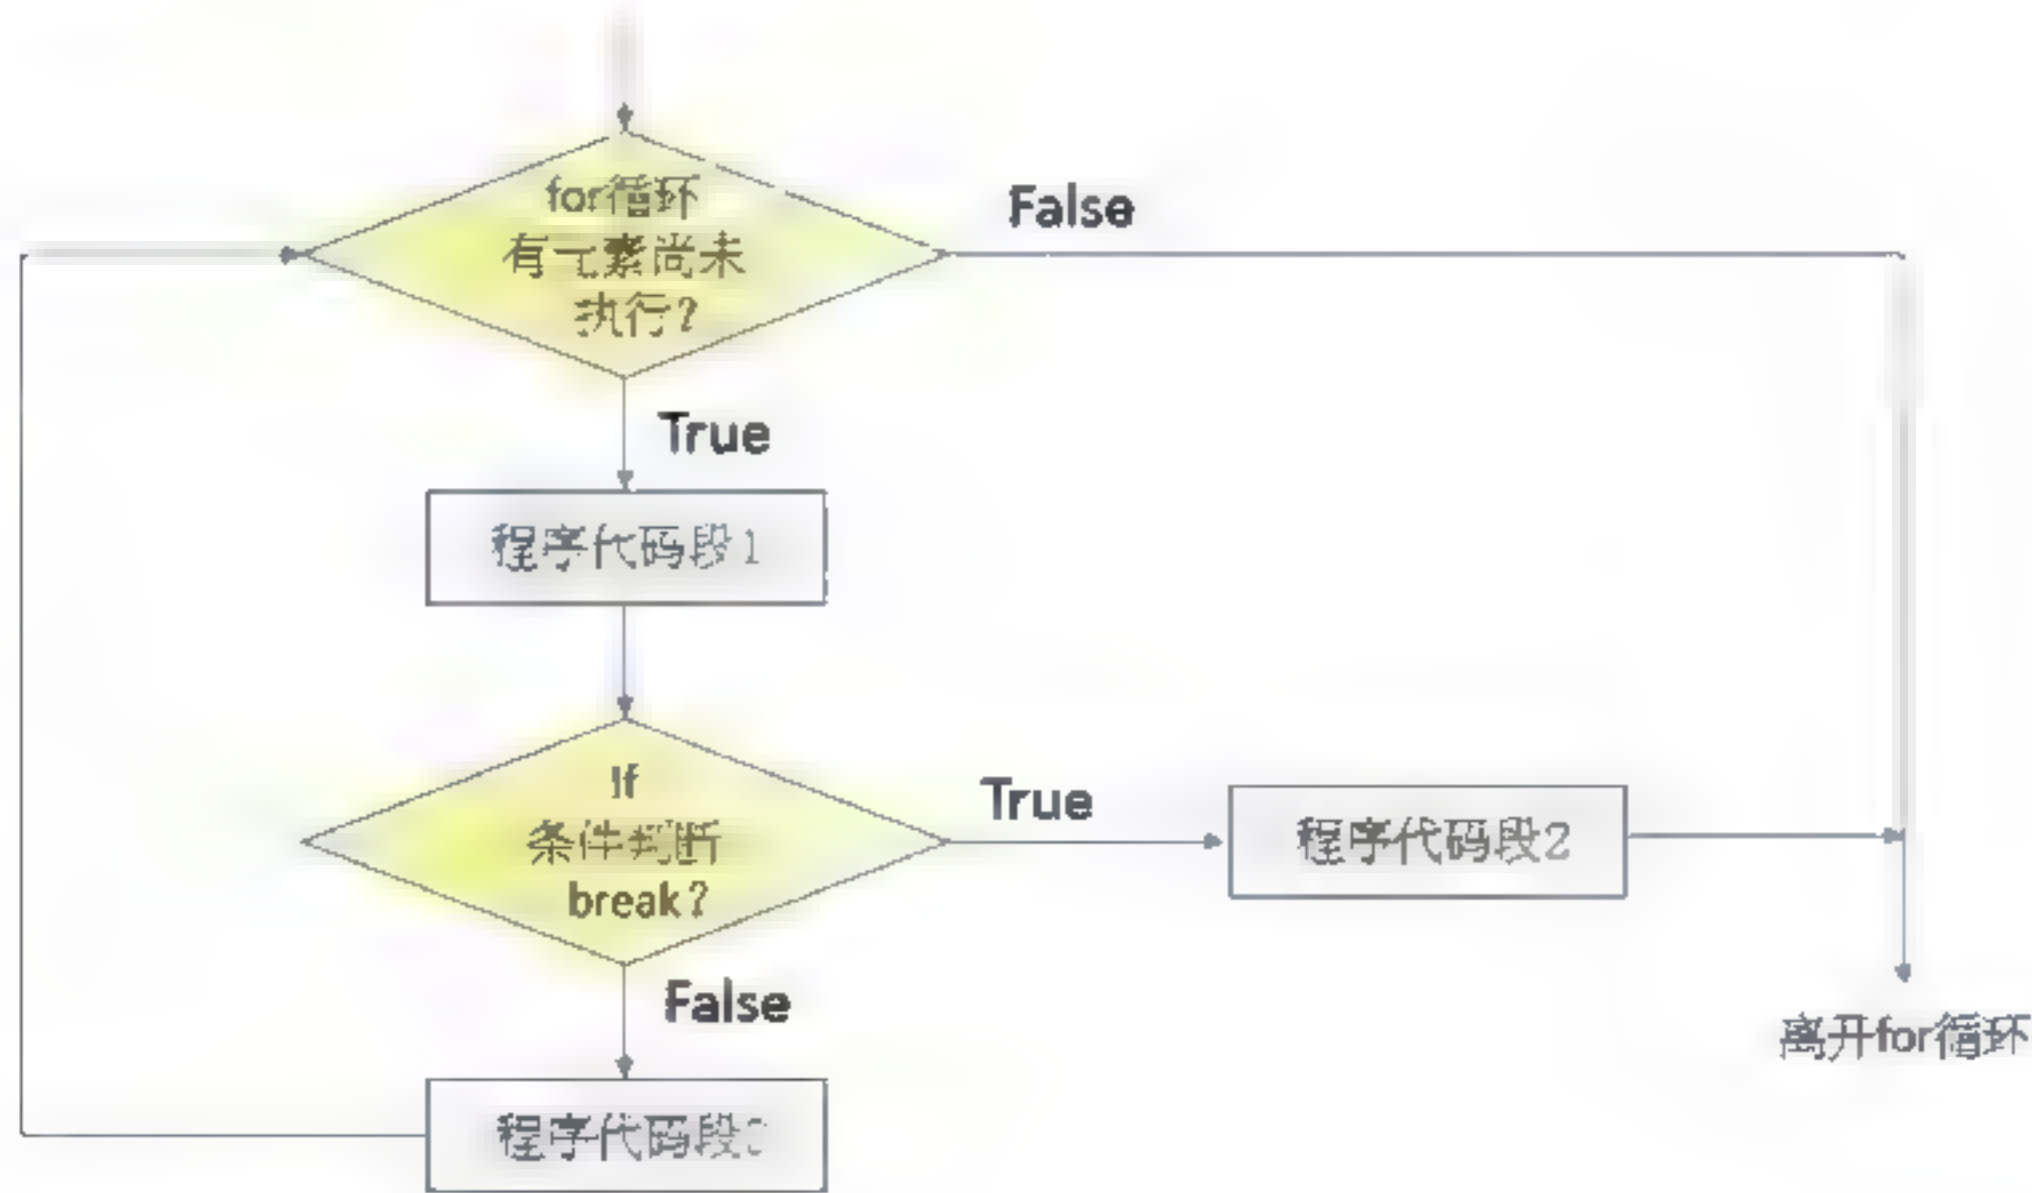 for循环
有元素尚未
执行?
False
True
程序代码段1
If
条件判断
break?
True
程序代码段2
False
离开for循环
程序代码段